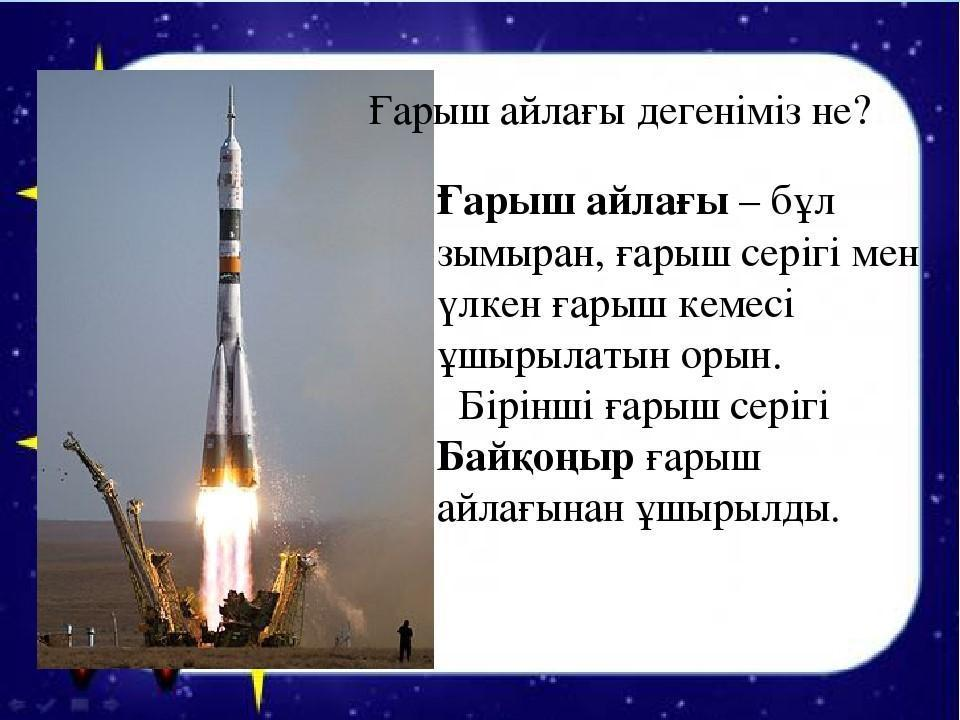 Ғарыш айлағы дегеніміз не?
Ғарыш айлағы – бұл
зымыран, ғарыш серігі мен
үлкен ғарыш кемесі
ұшырылатын орын.
Бірінші ғарыш серігі
Байқоңыр ғарыш
айлағынан ұшырылды.